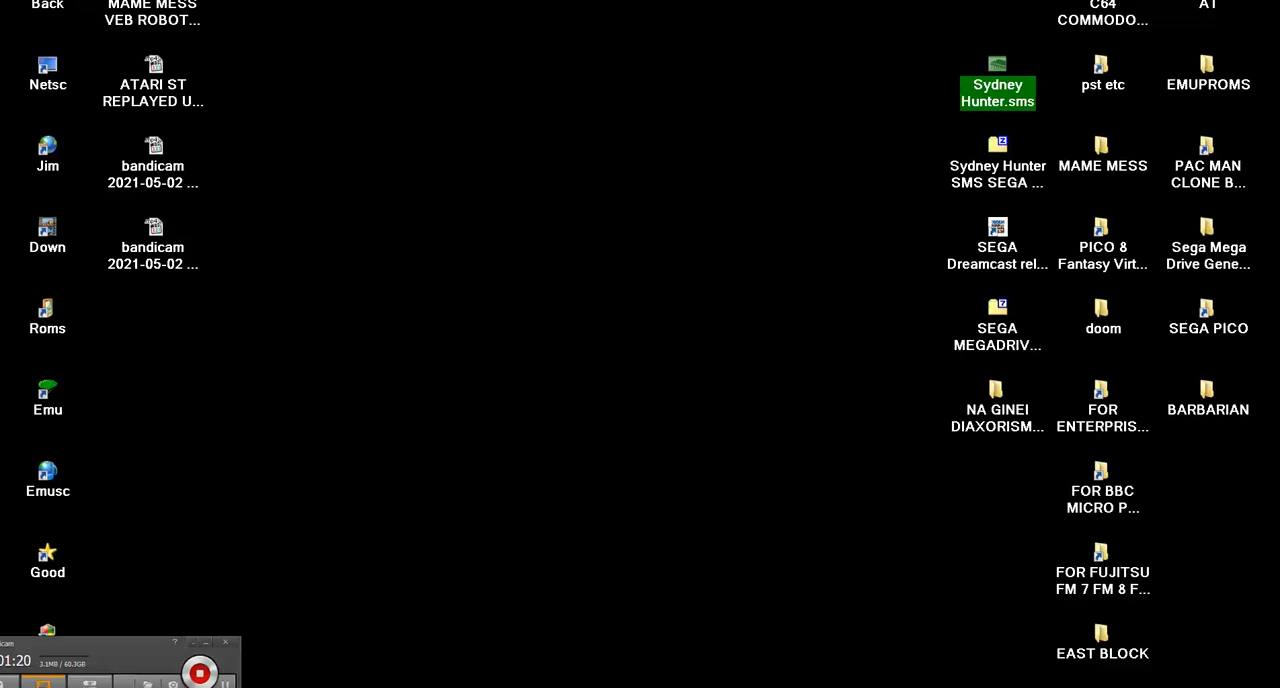 Back
MAME MESS
VEB ROBOT...
C64
COMMODO...
AT
Netsc
ATARI ST
REPLAYED U...
Sydney
Hunter.sms
pst etc
EMUPROMS
Jim
bandicam
2021-05-02 ...
Sydney Hunter
SMS SEGA ...
MAME MESS
PAC MAN
CLONE B...
Down
bandicam
2021-05-02 ...
SEGA
Dreamcast rel...
PICO 8
Fantasy Virt...
Sega Mega
Drive Gene...
Roms
SEGA
MEGADRIV...
doom
SEGA PICO
Emu
NA GINEI
DIAXORISM...
FOR
ENTERPRIS...
BARBARIAN
Emusc
FOR BBC
MICRO P...
Good
FOR FUJITSU
FM 7 FM 8 F...
EAST BLOCK
icam
01:20
3.1MB / 60.3GB